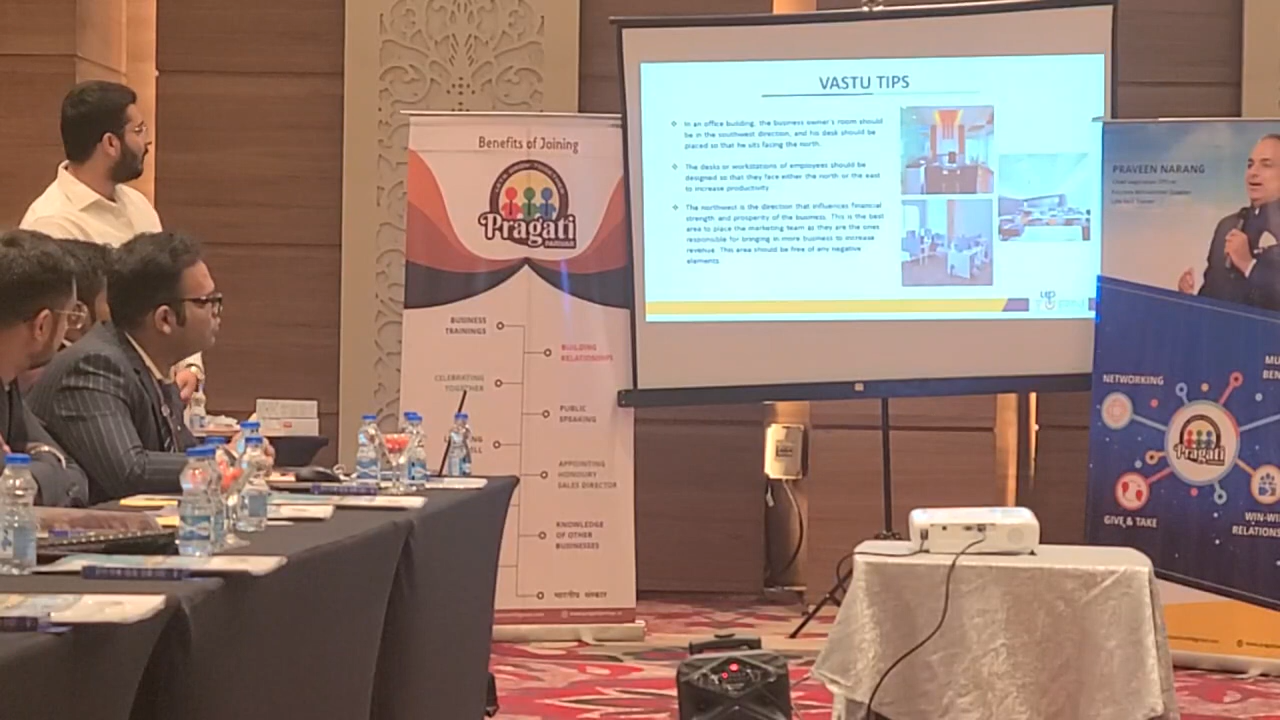 Benefits of Joining
Pragati
PARIVAR
BUSINESS
TRAININGS
BUILDING
RELATIONSHIPS
CELEBRATING
TOGETHER
PUBLIC
SPEAKING
APPOINTING
HONOURY
SALES DIRECTOR
KNOWLEDGE
OF OTHER
BUSINESSES
भारतीय संस्कार
VASTU TIPS
In an office building, the business owner's room should
be in the southwest direction, and his desk should be
placed so that he sits facing the north.
The desks or workstations of employees should be
designed so that they face either the north or the east
to increase productivity.
The northwest is the direction that influences financial
strength and prosperity of the business. This is the best
area to place the marketing team as they are the ones
responsible for bringing in more business to increase
revenue. This area should be free of any negative
elements.
PRAVEEN NARANG
NETWORKING
Pragati
GIVE & TAKE